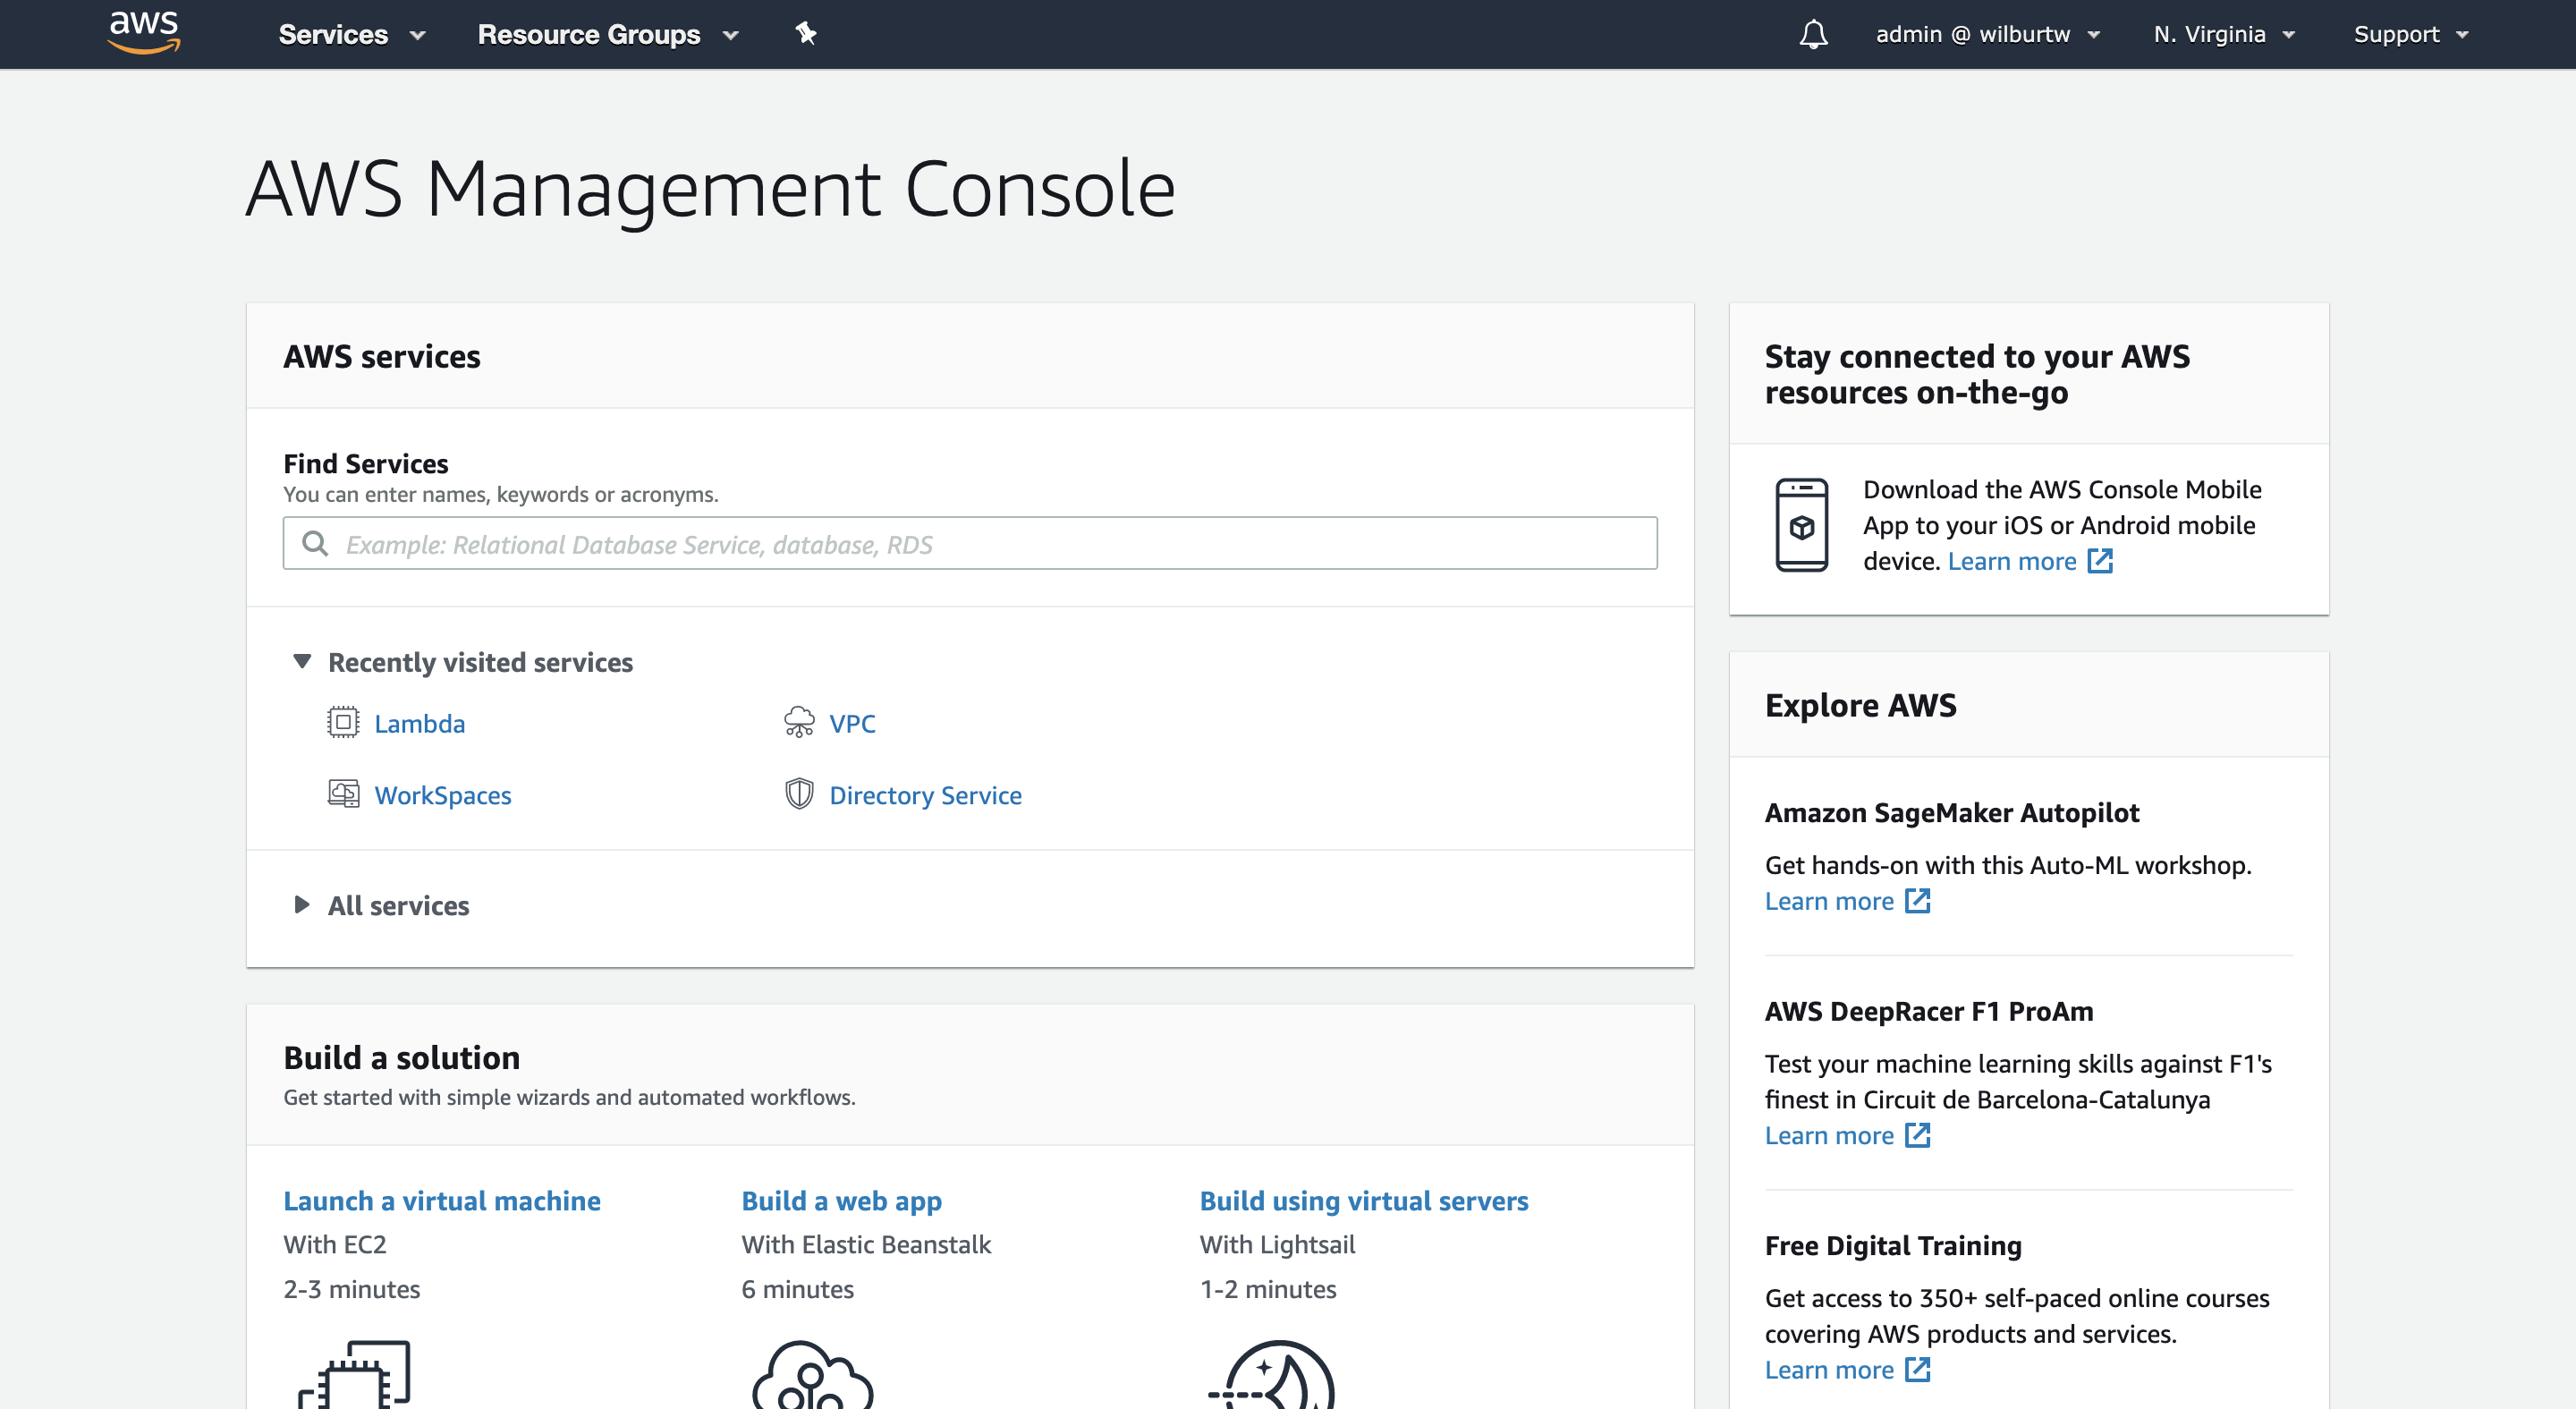 aws
Services
Resource Groups
admin @ wilburtw
N. Virginia
Support
AWS Management Console
AWS services
Find Services
You can enter names, keywords or acronyms.
Example: Relational Database Service, database, RDS
Recently visited services
Lambda
VPC
WorkSpaces
Directory Service
All services
Build a solution
Get started with simple wizards and automated workflows.
Launch a virtual machine
With EC2
2-3 minutes
Build a web app
With Elastic Beanstalk
6 minutes
Build using virtual servers
With Lightsail
1-2 minutes
Stay connected to your AWS
resources on-the-go
Download the AWS Console Mobile
App to your iOS or Android mobile
device. Learn more
Explore AWS
Amazon SageMaker Autopilot
Get hands-on with this Auto-ML workshop.
Learn more
AWS DeepRacer F1 ProAm
Test your machine learning skills against F1's
finest in Circuit de Barcelona-Catalunya
Learn more
Free Digital Training
Get access to 350+ self-paced online courses
covering AWS products and services.
Learn more